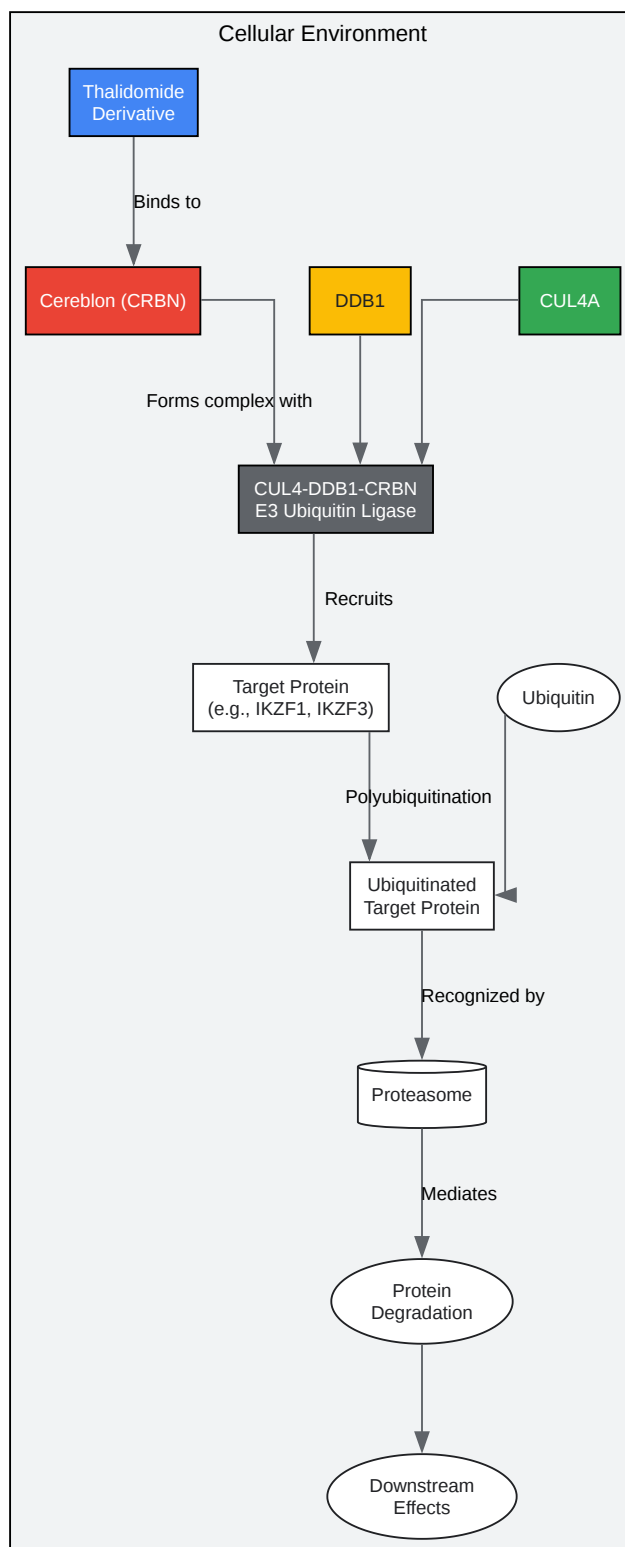 Cellular Environment
Thalidomide
Derivative
Binds to
Cereblon (CRBN)
DDB1
CUL4A
Forms complex with
CUL4-DDB1-CRBN
E3 Ubiquitin Ligase
Recruits
Target Protein
(e.g., IKZF1, IKZF3)
Ubiquitin
Polyubiquitination
Ubiquitinated
Target Protein
Recognized by
Proteasome
Mediates
Protein
Degradation
Downstream
Effects